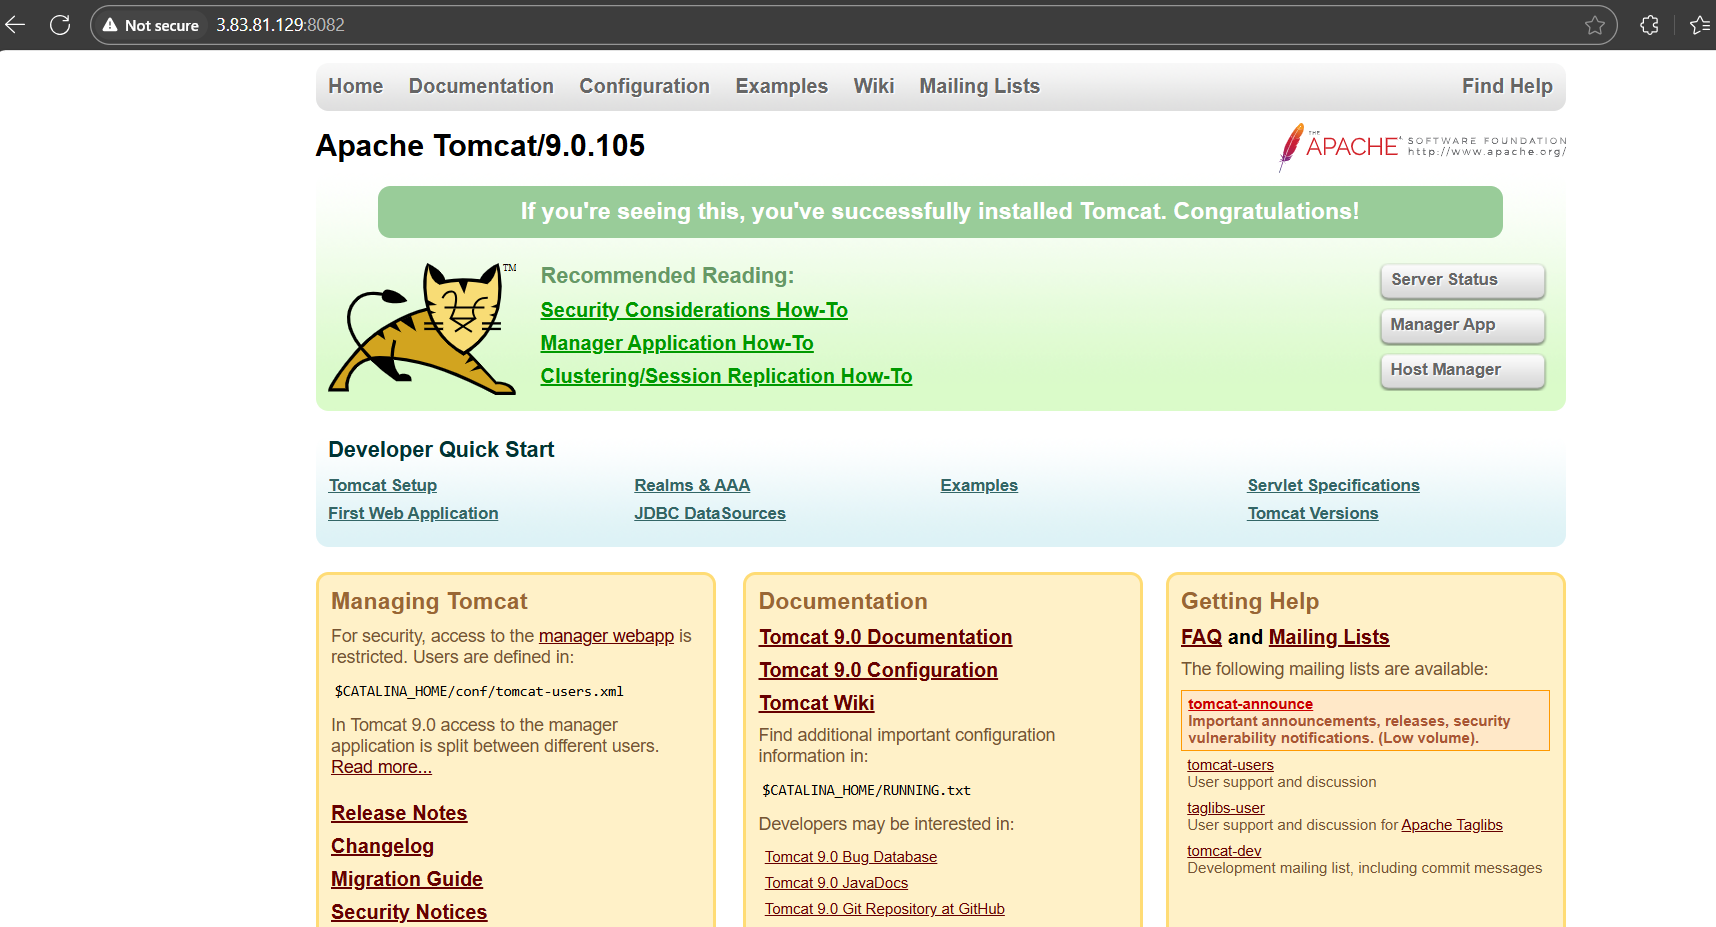 Not secure 3.83.81.129:8082
Home Documentation Configuration Examples Wiki Mailing Lists Find Help
Apache Tomcat/9.0.105
THE APACHE® SOFTWARE FOUNDATION
http://www.apache.org/
If you're seeing this, you've successfully installed Tomcat. Congratulations!
TM
Recommended Reading:
Security Considerations How-To
Manager Application How-To
Clustering/Session Replication How-To
Server Status
Manager App
Host Manager
Developer Quick Start
Tomcat Setup
First Web Application
Realms & AAA
JDBC DataSources
Examples
Servlet Specifications
Tomcat Versions
Managing Tomcat
For security, access to the manager webapp is
restricted. Users are defined in:
$CATALINA_HOME/conf/tomcat-users.xml
In Tomcat 9.0 access to the manager
application is split between different users.
Read more...
Release Notes
Changelog
Migration Guide
Security Notices
Documentation
Tomcat 9.0 Documentation
Tomcat 9.0 Configuration
Tomcat Wiki
Find additional important configuration
information in:
$CATALINA_HOME/RUNNING.txt
Developers may be interested in:
Tomcat 9.0 Bug Database
Tomcat 9.0 JavaDocs
Tomcat 9.0 Git Repository at GitHub
Getting Help
FAQ and Mailing Lists
The following mailing lists are available:
tomcat-announce
Important announcements, releases, security
vulnerability notifications. (Low volume).
tomcat-users
User support and discussion
taglibs-user
User support and discussion for Apache Taglibs
tomcat-dev
Development mailing list, including commit messages